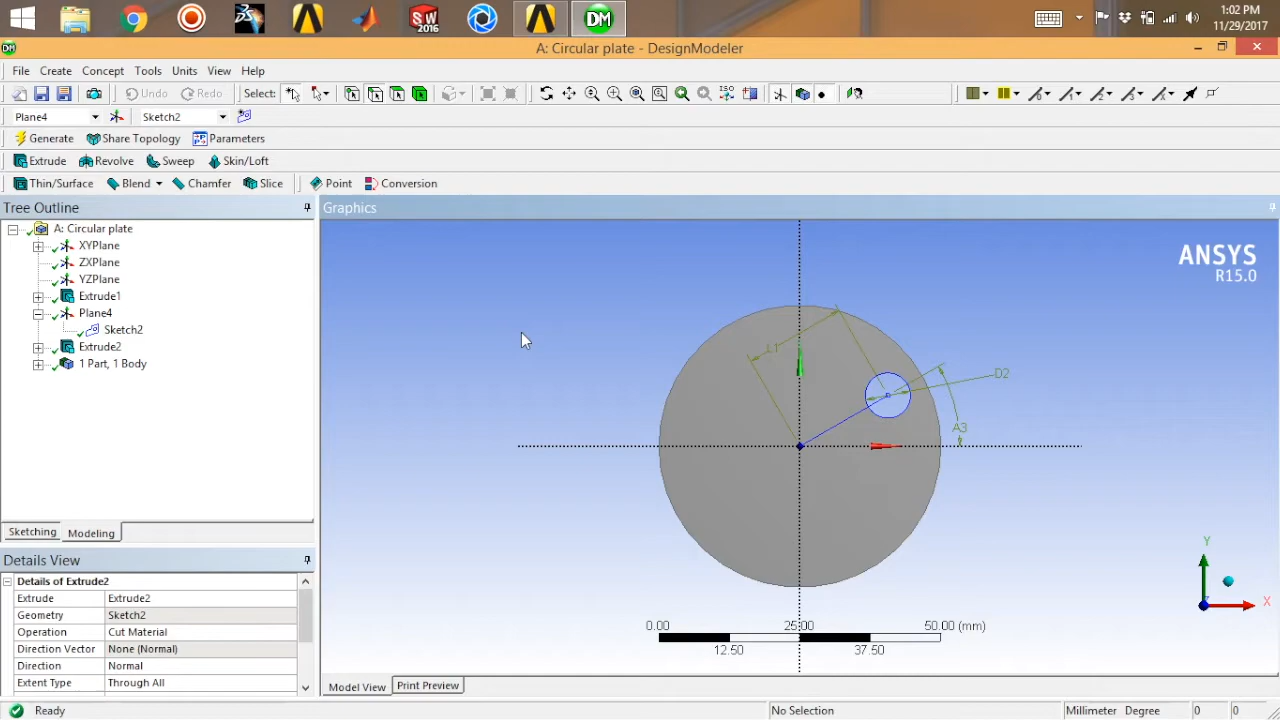 1:02 PM
11/29/2017
SW
2016
DM
DM
A: Circular plate - DesignModeler
File Create Concept Tools Units View Help
Undo Redo Select: ISO
Plane4 Sketch2
Generate Share Topology Parameters
Extrude Revolve Sweep Skin/Loft
Thin/Surface Blend Chamfer Slice Point Conversion
Tree Outline
A: Circular plate
XYPlane
ZXPlane
YZPlane
Extrude1
Plane4
Sketch2
Extrude2
1 Part, 1 Body
Sketching Modeling
Details View
Details of Extrude2
Extrude Extrude2
Geometry Sketch2
Operation Cut Material
Direction Vector None (Normal)
Direction Normal
Extent Type Through All
Graphics
ANSYS
R15.0
L1
D2
A3
Y
X
0.00 25.00 50.00 (mm)
12.50 37.50
Model View Print Preview
Ready No Selection Millimeter Degree 0 0